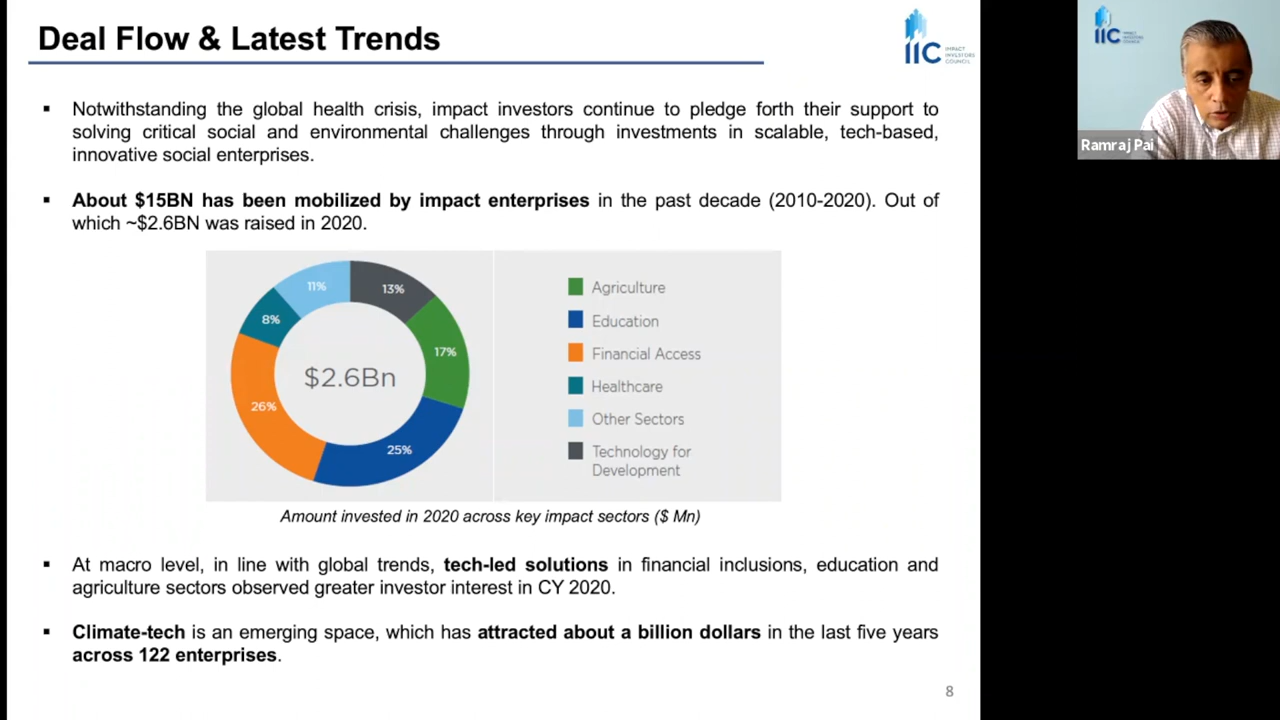 Deal Flow & Latest Trends
IIC IMPACT
INVESTORS
COUNCIL
IIC IMPACT
INVESTORS
COUNCIL
Ramraj Pai
▪ Notwithstanding the global health crisis, impact investors continue to pledge forth their support to
solving critical social and environmental challenges through investments in scalable, tech-based,
innovative social enterprises.
▪ About $15BN has been mobilized by impact enterprises in the past decade (2010-2020). Out of
which ~$2.6BN was raised in 2020.
11%
13%
8%
17%
$2.6Bn
26%
25%
Agriculture
Education
Financial Access
Healthcare
Other Sectors
Technology for
Development
Amount invested in 2020 across key impact sectors ($ Mn)
▪ At macro level, in line with global trends, tech-led solutions in financial inclusions, education and
agriculture sectors observed greater investor interest in CY 2020.
▪ Climate-tech is an emerging space, which has attracted about a billion dollars in the last five years
across 122 enterprises.
8